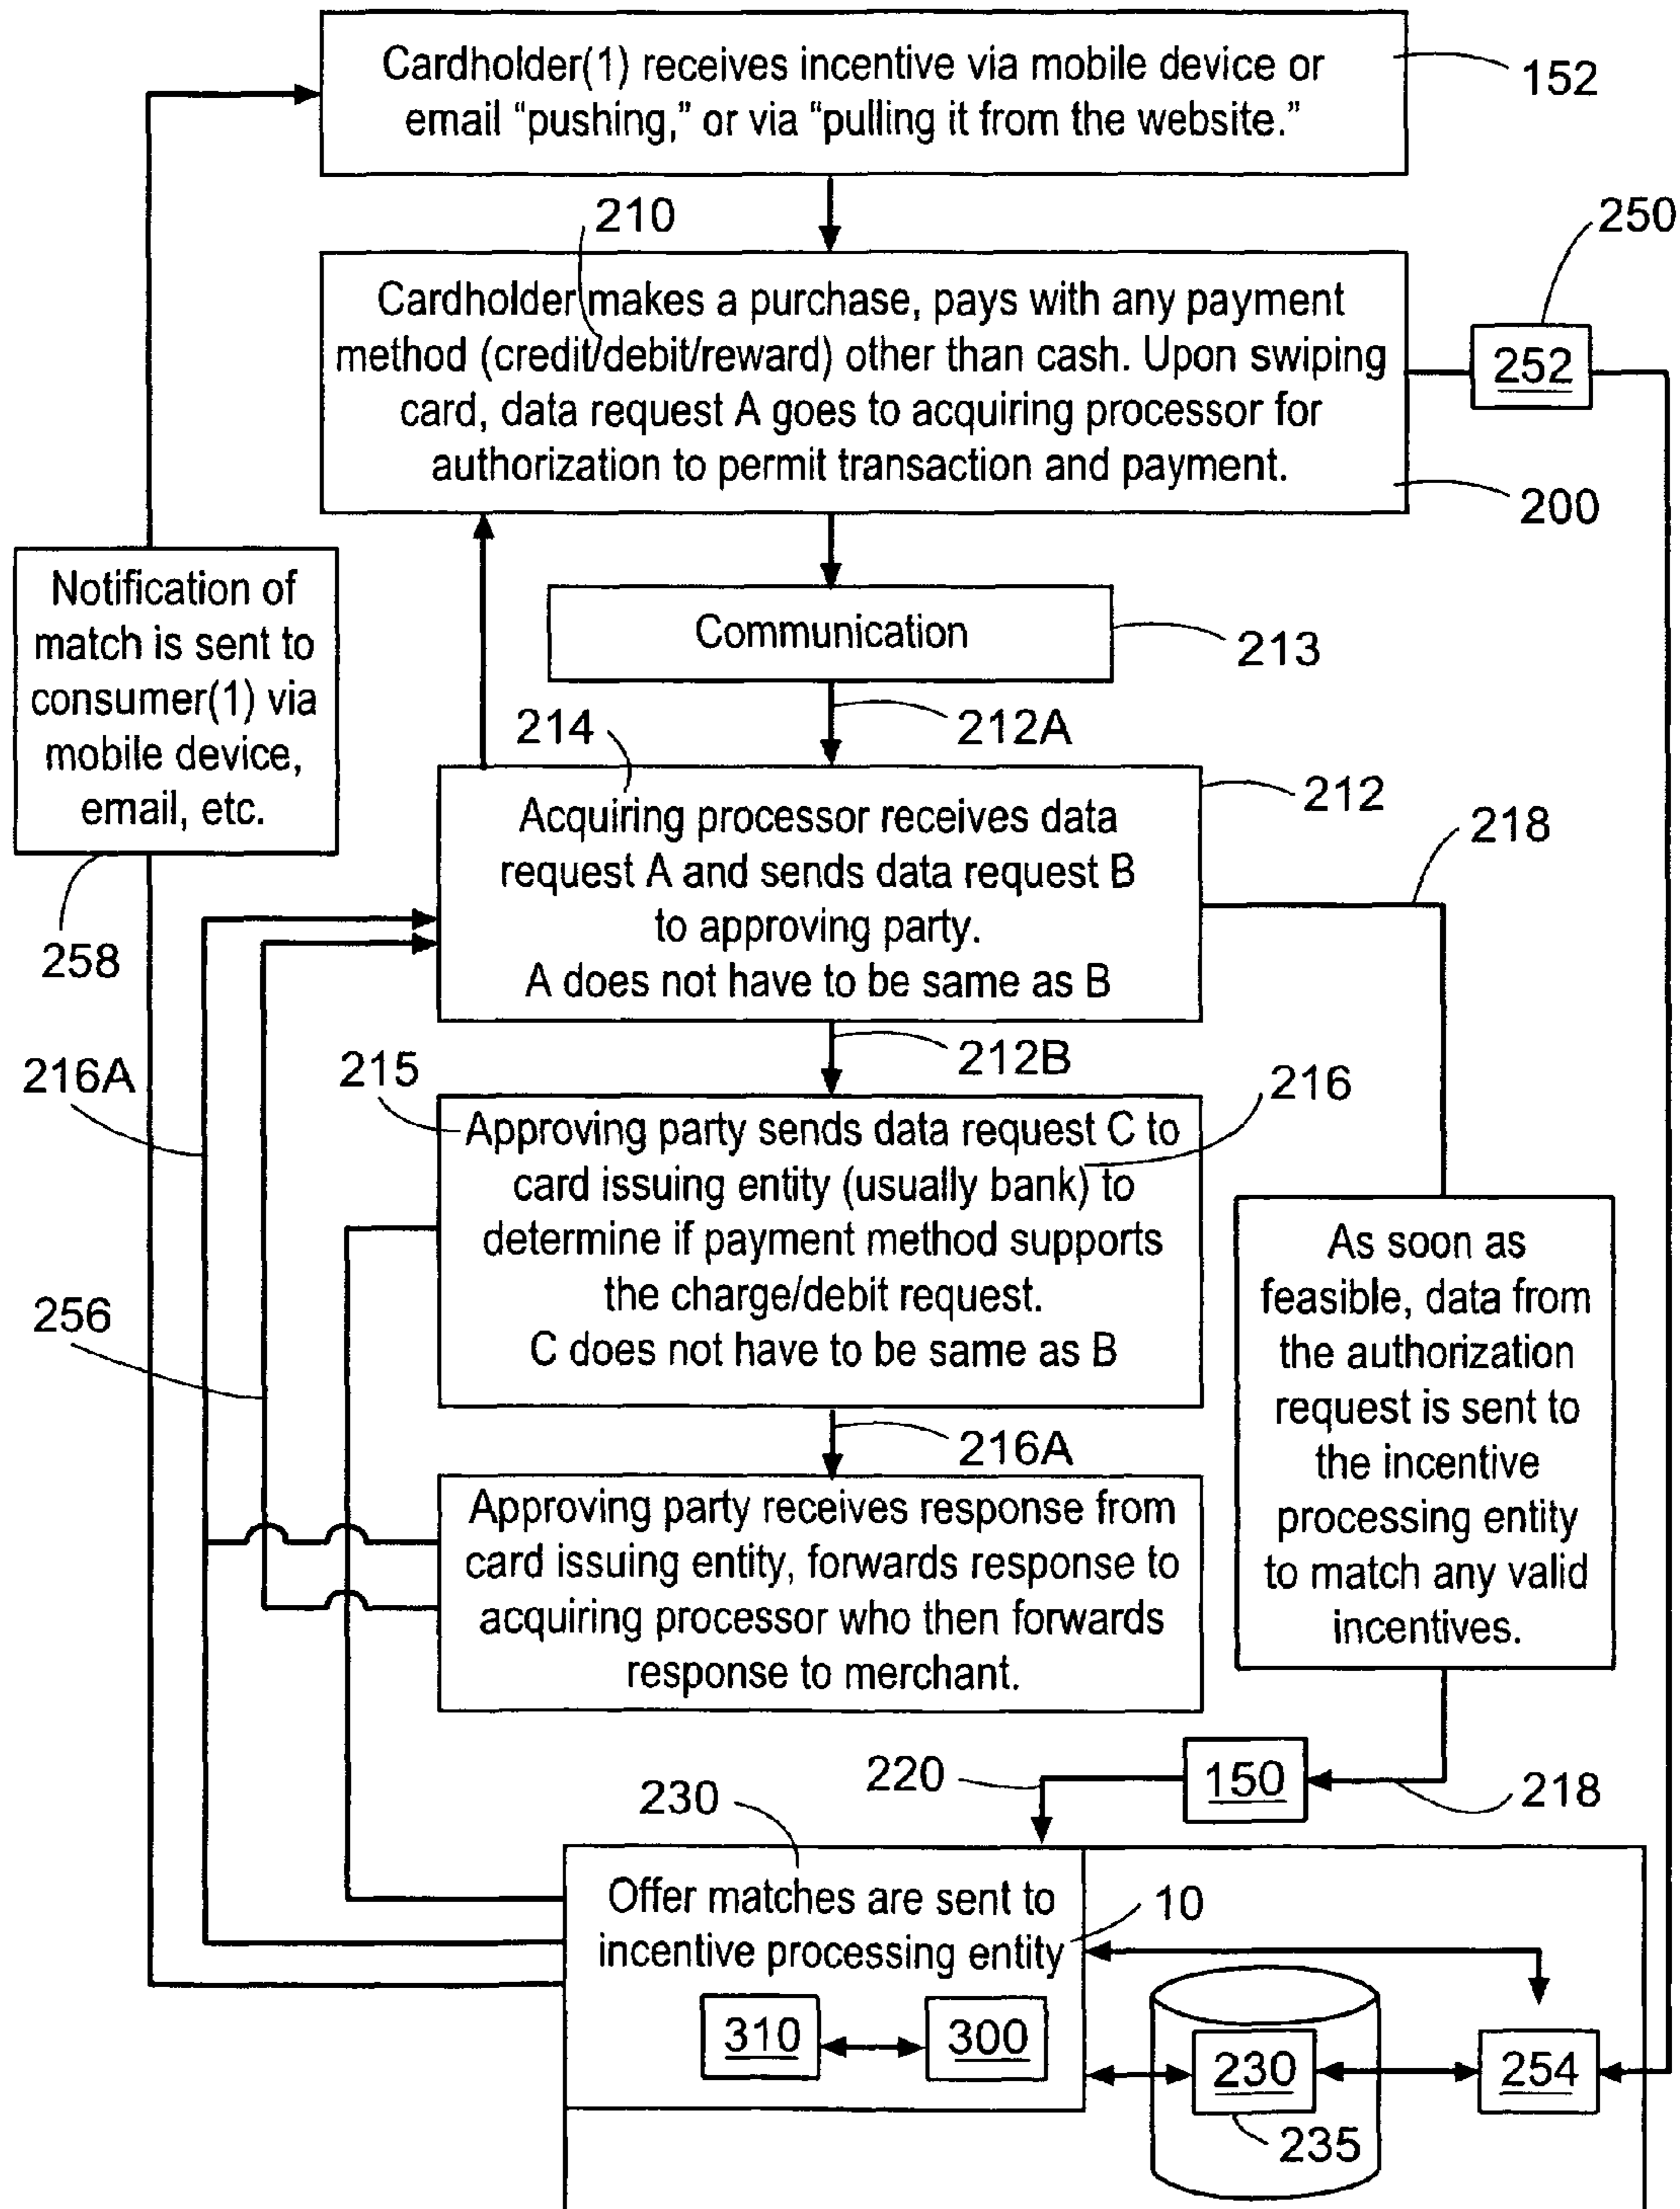 Cardholder(1) receives incentive via mobile device or
email “pushing,” or via “pulling it from the website.”
152
210
250
Cardholder makes a purchase, pays with any payment
method (credit/debit/reward) other than cash. Upon swiping
card, data request A goes to acquiring processor for
authorization to permit transaction and payment.
252
200
Notification of
match is sent to
consumer(1) via
mobile device,
email, etc.
258
Communication
213
212A
214
212
218
Acquiring processor receives data
request A and sends data request B
to approving party.
A does not have to be same as B
212B
216A
215
216
Approving party sends data request C to
card issuing entity (usually bank) to
determine if payment method supports
the charge/debit request.
C does not have to be same as B
256
As soon as
feasible, data from
the authorization
request is sent to
the incentive
processing entity
to match any valid
incentives.
216A
Approving party receives response from
card issuing entity, forwards response to
acquiring processor who then forwards
response to merchant.
220
150
218
230
Offer matches are sent to
incentive processing entity
10
310
300
230
254
235